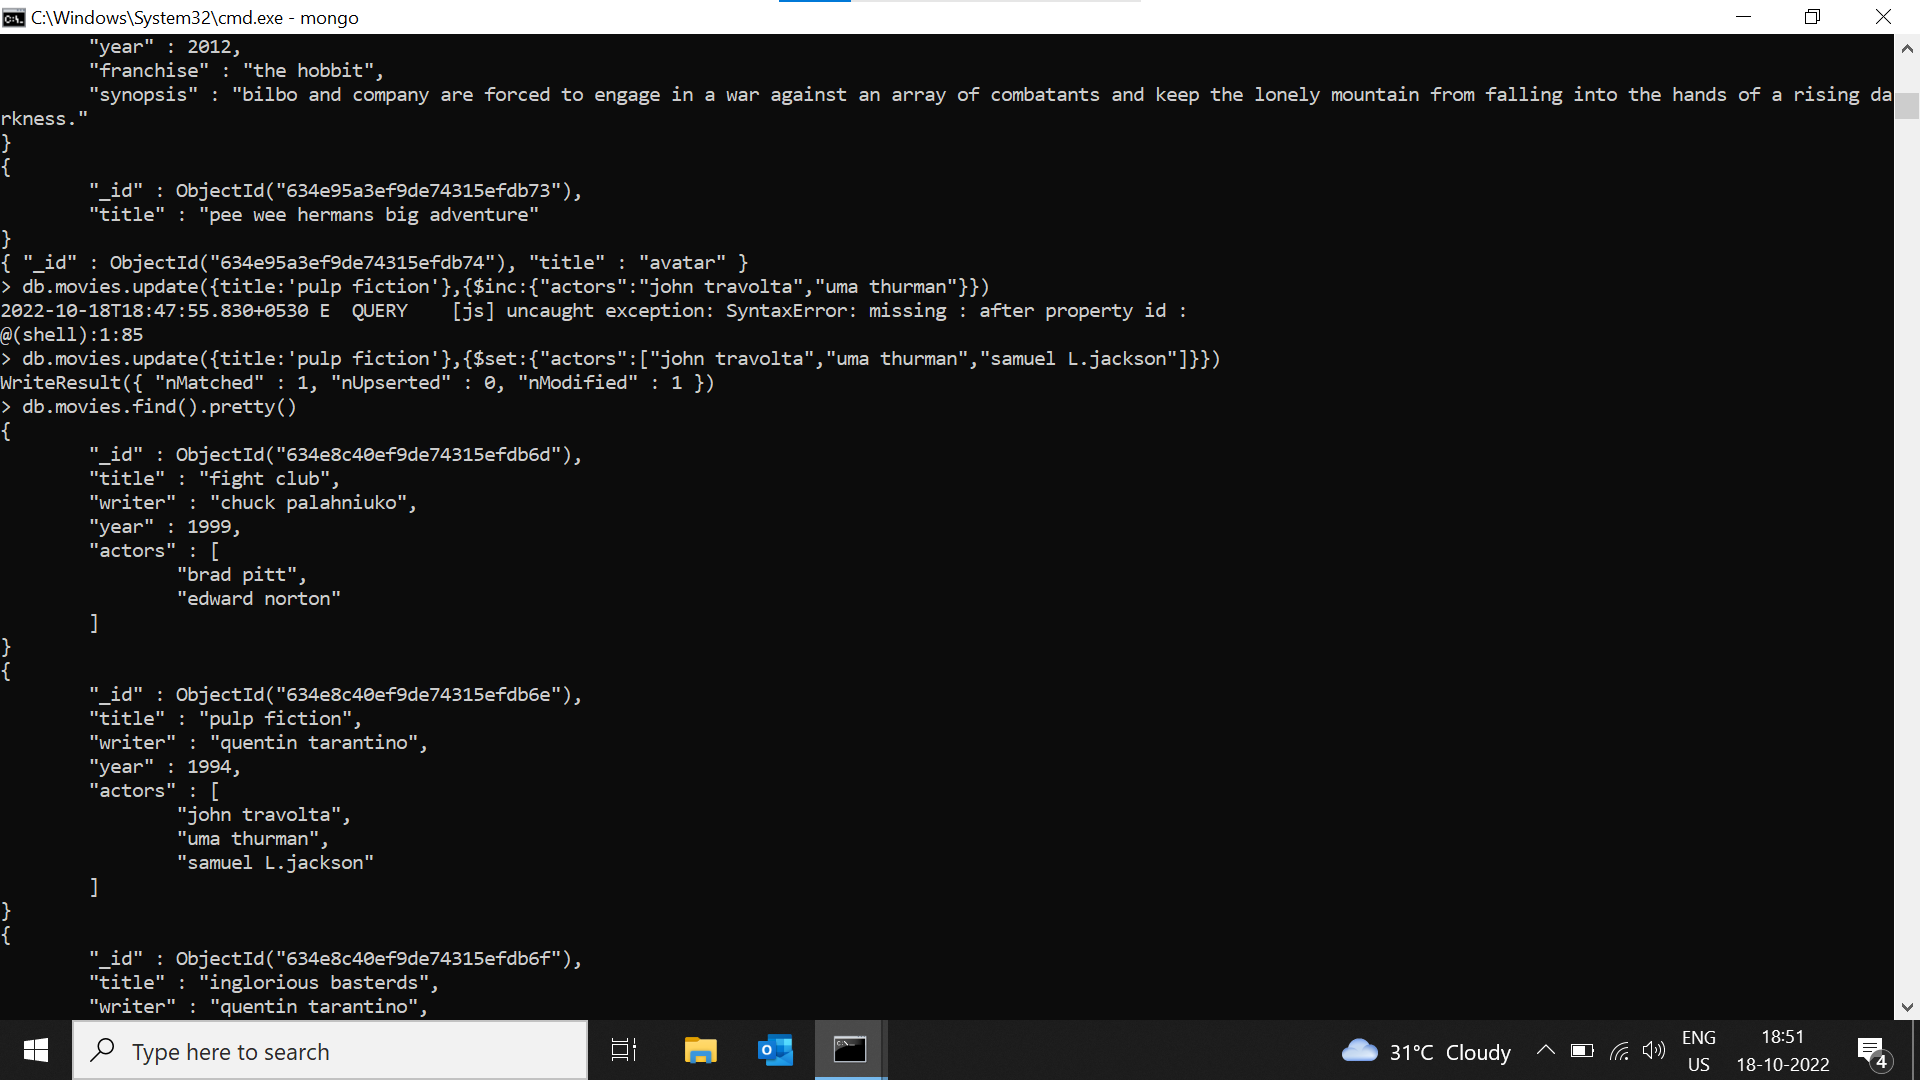 C:\Windows\System32\cmd.exe - mongo
"year" : 2012,
"franchise" : "the hobbit",
"synopsis" : "bilbo and company are forced to engage in a war against an array of combatants and keep the lonely mountain from falling into the hands of a rising da
rkness."
}
{
"_id" : ObjectId("634e95a3ef9de74315efdb73"),
"title" : "pee wee hermans big adventure"
}
{ "_id" : ObjectId("634e95a3ef9de74315efdb74"), "title" : "avatar" }
> db.movies.update({title:'pulp fiction'},{$inc:{"actors":"john travolta","uma thurman"}})
2022-10-18T18:47:55.830+0530 E  QUERY    [js] uncaught exception: SyntaxError: missing : after property id :
@(shell):1:85
> db.movies.update({title:'pulp fiction'},{$set:{"actors":["john travolta","uma thurman","samuel L.jackson"]}})
WriteResult({ "nMatched" : 1, "nUpserted" : 0, "nModified" : 1 })
> db.movies.find().pretty()
{
"_id" : ObjectId("634e8c40ef9de74315efdb6d"),
"title" : "fight club",
"writer" : "chuck palahniuko",
"year" : 1999,
"actors" : [
"brad pitt",
"edward norton"
]
}
{
"_id" : ObjectId("634e8c40ef9de74315efdb6e"),
"title" : "pulp fiction",
"writer" : "quentin tarantino",
"year" : 1994,
"actors" : [
"john travolta",
"uma thurman",
"samuel L.jackson"
]
}
{
"_id" : ObjectId("634e8c40ef9de74315efdb6f"),
"title" : "inglorious basterds",
"writer" : "quentin tarantino",
Type here to search
31°C Cloudy
ENG
US
18:51
18-10-2022
4